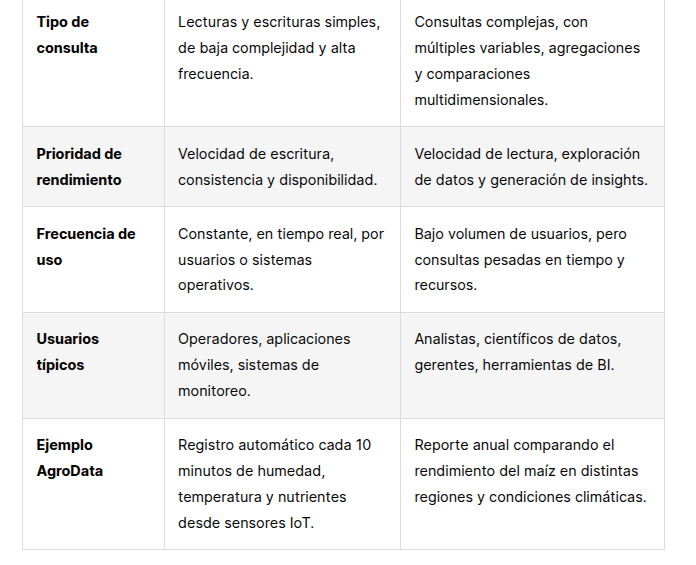 Tipo de
consulta
Lecturas y escrituras simples,
de baja complejidad y alta
frecuencia.
Consultas complejas, con
múltiples variables, agregaciones
y comparaciones
multidimensionales.
Prioridad de
rendimiento
Velocidad de escritura,
consistencia y disponibilidad.
Velocidad de lectura, exploración
de datos y generación de insights.
Frecuencia de
uso
Constante, en tiempo real, por
usuarios o sistemas
operativos.
Bajo volumen de usuarios, pero
consultas pesadas en tiempo y
recursos.
Usuarios
típicos
Operadores, aplicaciones
móviles, sistemas de
monitoreo.
Analistas, científicos de datos,
gerentes, herramientas de BI.
Ejemplo
AgroData
Registro automático cada 10
minutos de humedad,
temperatura y nutrientes
desde sensores IoT.
Reporte anual comparando el
rendimiento del maíz en distintas
regiones y condiciones climáticas.